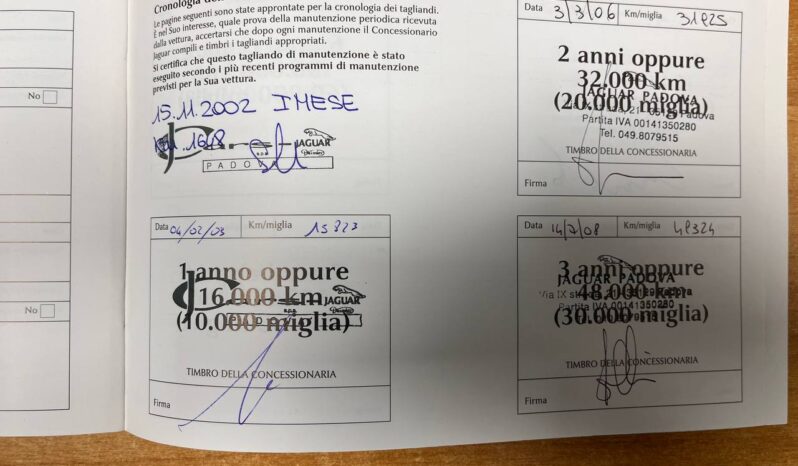 Cronologia
Le pagine seguenti sono state approntate per la cronologia dei tagliandi.
È nel Suo interesse, quale prova della manutenzione periodica ricevuta
dalla vettura, accertarsi che dopo ogni manutenzione il Concessionario
Jaguar compili e timbri i tagliandi appropriati.
Si certifica che questo tagliando di manutenzione è stato
eseguito secondo i più recenti programmi di manutenzione
previsti per la Sua vettura.
15.11.2002 IMESE
KM. 1648
JAGUAR
PADOVA
No
No
Data 04/02/03 Km/miglia 15323
1 anno oppure
16.000 km
(10.000 miglia)
JAGUAR
TIMBRO DELLA CONCESSIONARIA
Firma
Data 3/3/06 Km/miglia 31825
2 anni oppure
32.000 km
(20.000 miglia)
JAGUAR PADOVA
Partita IVA 00141350280
Tel. 049.8079515
TIMBRO DELLA CONCESSIONARIA
Firma
Data 14/7/08 Km/miglia 48324
3 anni oppure
48.000 km
(30.000 miglia)
JAGUAR PADOVA
Partita IVA 00141350280
TIMBRO DELLA CONCESSIONARIA
Firma